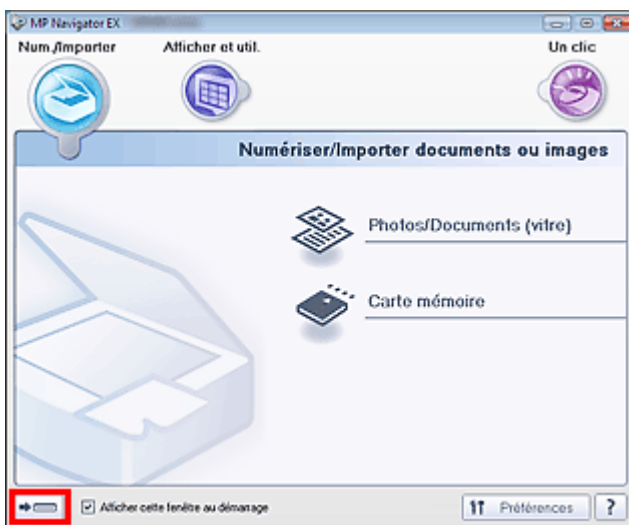 MP Navigator EX
Num./Importer
Afficher et util.
Un clic
Numériser/Importer documents ou images
Photos/Documents (vitre)
Carte mémoire
Afficher cette fenêtre au démarrage
Préférences
?